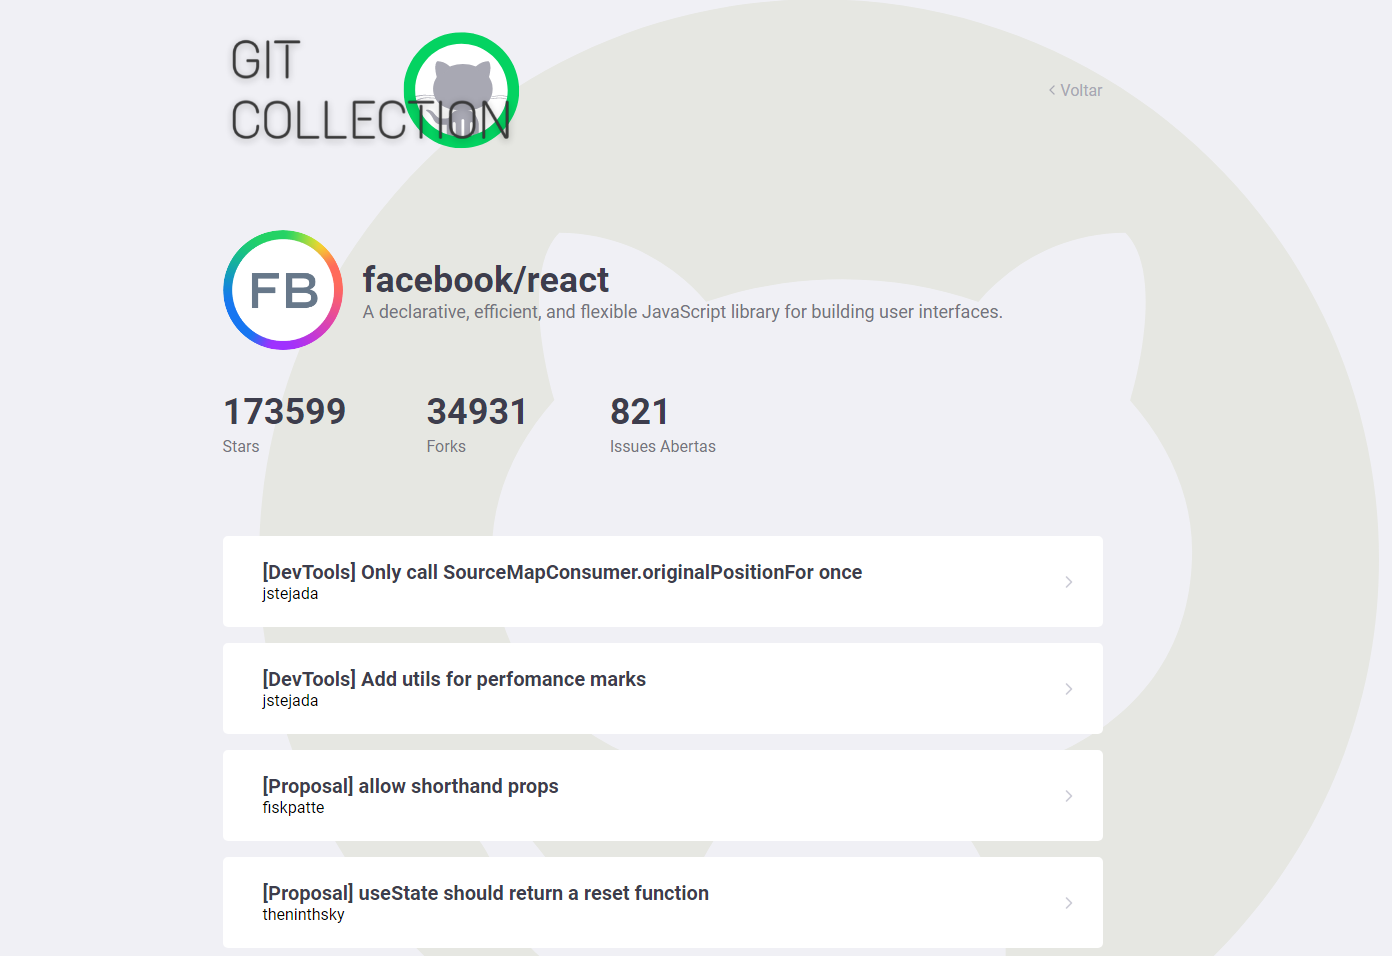 GIT
COLLECTION
Voltar
FB
facebook/react
A declarative, efficient, and flexible JavaScript library for building user interfaces.
173599
Stars
34931
Forks
821
Issues Abertas
[DevTools] Only call SourceMapConsumer.originalPositionFor once
jstejada
[DevTools] Add utils for perfomance marks
jstejada
[Proposal] allow shorthand props
fiskpatte
[Proposal] useState should return a reset function
theninthsky